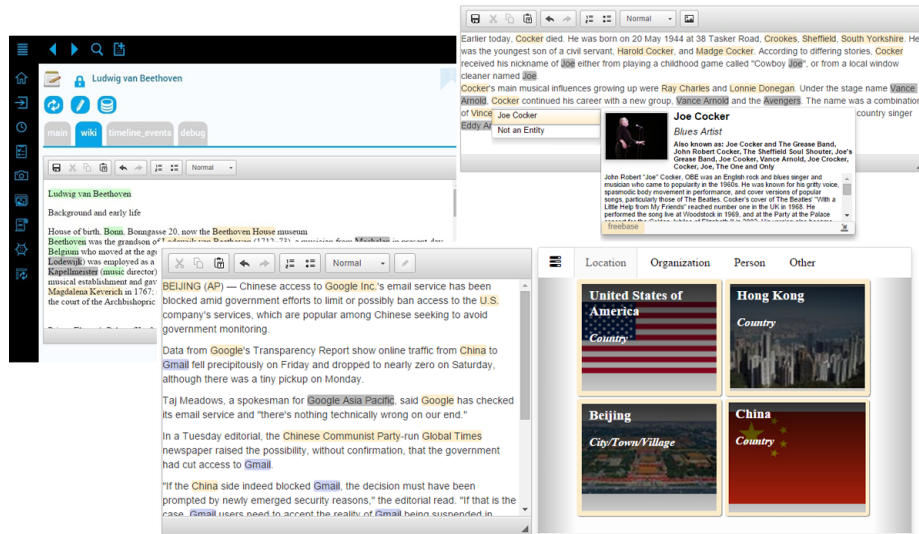 Ludwig van Beethoven
main
wiki
timeline_events
debug
Normal
Ludwig van Beethoven
Background and early life
House of birth, Bonn, Bonngasse 20, now the Beethoven House museum
Beethoven was the grandson of Lodewijk van Beethoven (1712–73), a musician from Mechelen in present-day
Belgium who moved at the age
Lodewijk) was employed as a
Kapellmeister (music director)
musical establishment and gav
Magdalena Keverich in 1767;
the court of the Archbishopric
Normal
Earlier today, Cocker died. He was born on 20 May 1944 at 38 Tasker Road, Crookes, Sheffield, South Yorkshire. He
was the youngest son of a civil servant, Harold Cocker, and Madge Cocker. According to differing stories, Cocker
received his nickname of Joe either from playing a childhood game called "Cowboy Joe", or from a local window
cleaner named Joe.
Cocker's main musical influences growing up were Ray Charles and Lonnie Donegan. Under the stage name Vance
Arnold, Cocker continued his career with a new group, Vance Arnold and the Avengers. The name was a combination
of Vince
country singer
Eddy Ar
Joe Cocker
Not an Entity
Joe Cocker
Blues Artist
Also known as: Joe Cocker and The Grease Band,
John Robert Cocker, The Sheffield Soul Shouter, Joe's
Grease Band, Joe Cooker, Vance Arnold, Joe Crocker,
Cocker, Joe, The One and Only
John Robert "Joe" Cocker, OBE was an English rock and blues singer and
musician who came to popularity in the 1960s. He was known for his gritty voice,
spasmodic body movement in performance, and cover versions of popular
songs, particularly those of The Beatles. Cocker's cover of The Beatles' "With a
Little Help from My Friends" reached number one in the UK in 1968. He
performed the song live at Woodstock in 1969, and at the Party at the Palace
freebase
Normal
BEIJING (AP) — Chinese access to Google Inc.'s email service has been
blocked amid government efforts to limit or possibly ban access to the U.S.
company's services, which are popular among Chinese seeking to avoid
government monitoring.
Data from Google's Transparency Report show online traffic from China to
Gmail fell precipitously on Friday and dropped to nearly zero on Saturday,
although there was a tiny pickup on Monday.
Taj Meadows, a spokesman for Google Asia Pacific, said Google has checked
its email service and "there's nothing technically wrong on our end."
In a Tuesday editorial, the Chinese Communist Party-run Global Times
newspaper raised the possibility, without confirmation, that the government
had cut access to Gmail.
"If the China side indeed blocked Gmail, the decision must have been
prompted by newly emerged security reasons," the editorial read. "If that is the
case, Gmail users need to accept the reality of Gmail being suspended in
Location
Organization
Person
Other
United States of
America
Country
Hong Kong
Country
Beijing
City/Town/Village
China
Country